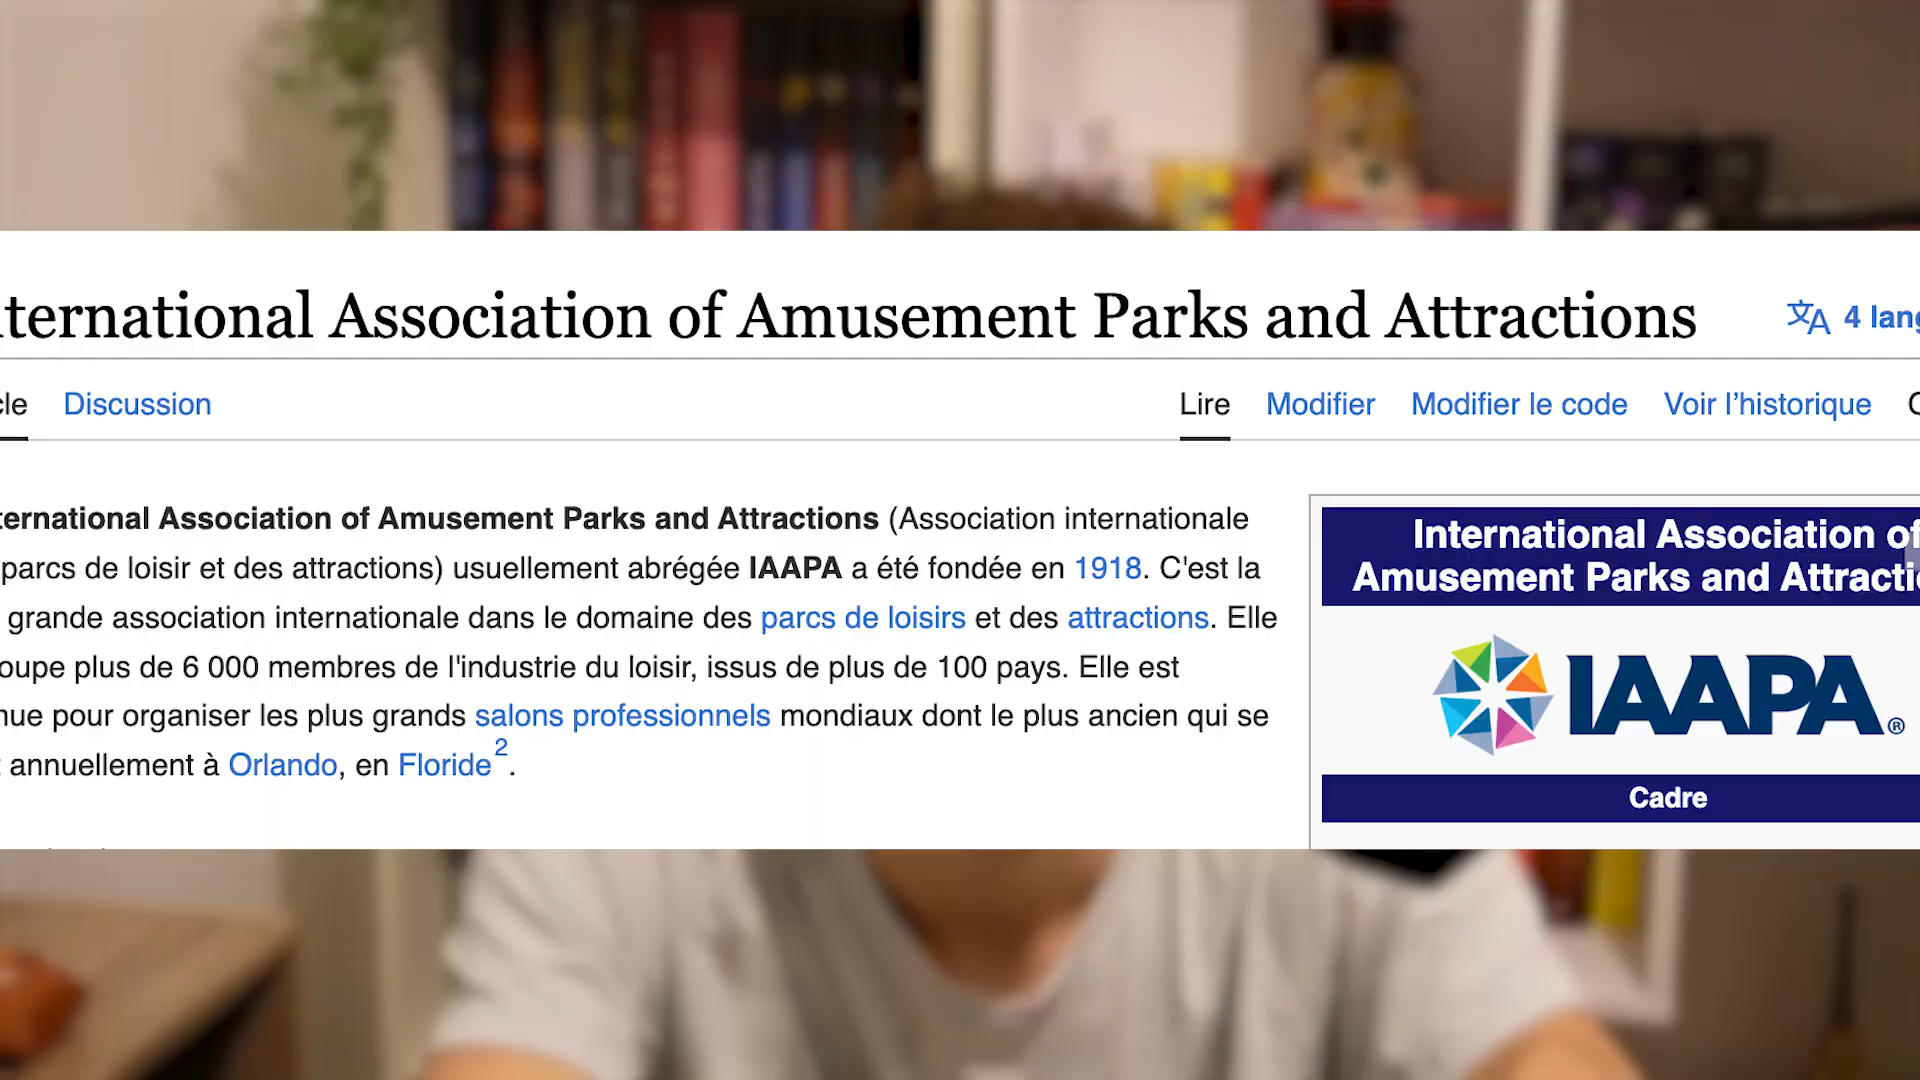 ternational Association of Amusement Parks and Attractions
4 lang
cle Discussion Lire Modifier Modifier le code Voir l’historique
ternational Association of Amusement Parks and Attractions (Association internationale
parcs de loisir et des attractions) usuellement abrégée IAAPA a été fondée en 1918. C'est la
grande association internationale dans le domaine des parcs de loisirs et des attractions. Elle
oupe plus de 6 000 membres de l'industrie du loisir, issus de plus de 100 pays. Elle est
nue pour organiser les plus grands salons professionnels mondiaux dont le plus ancien qui se
annuellement à Orlando, en Floride2.
International Association of
Amusement Parks and Attracti
IAAPA®
Cadre